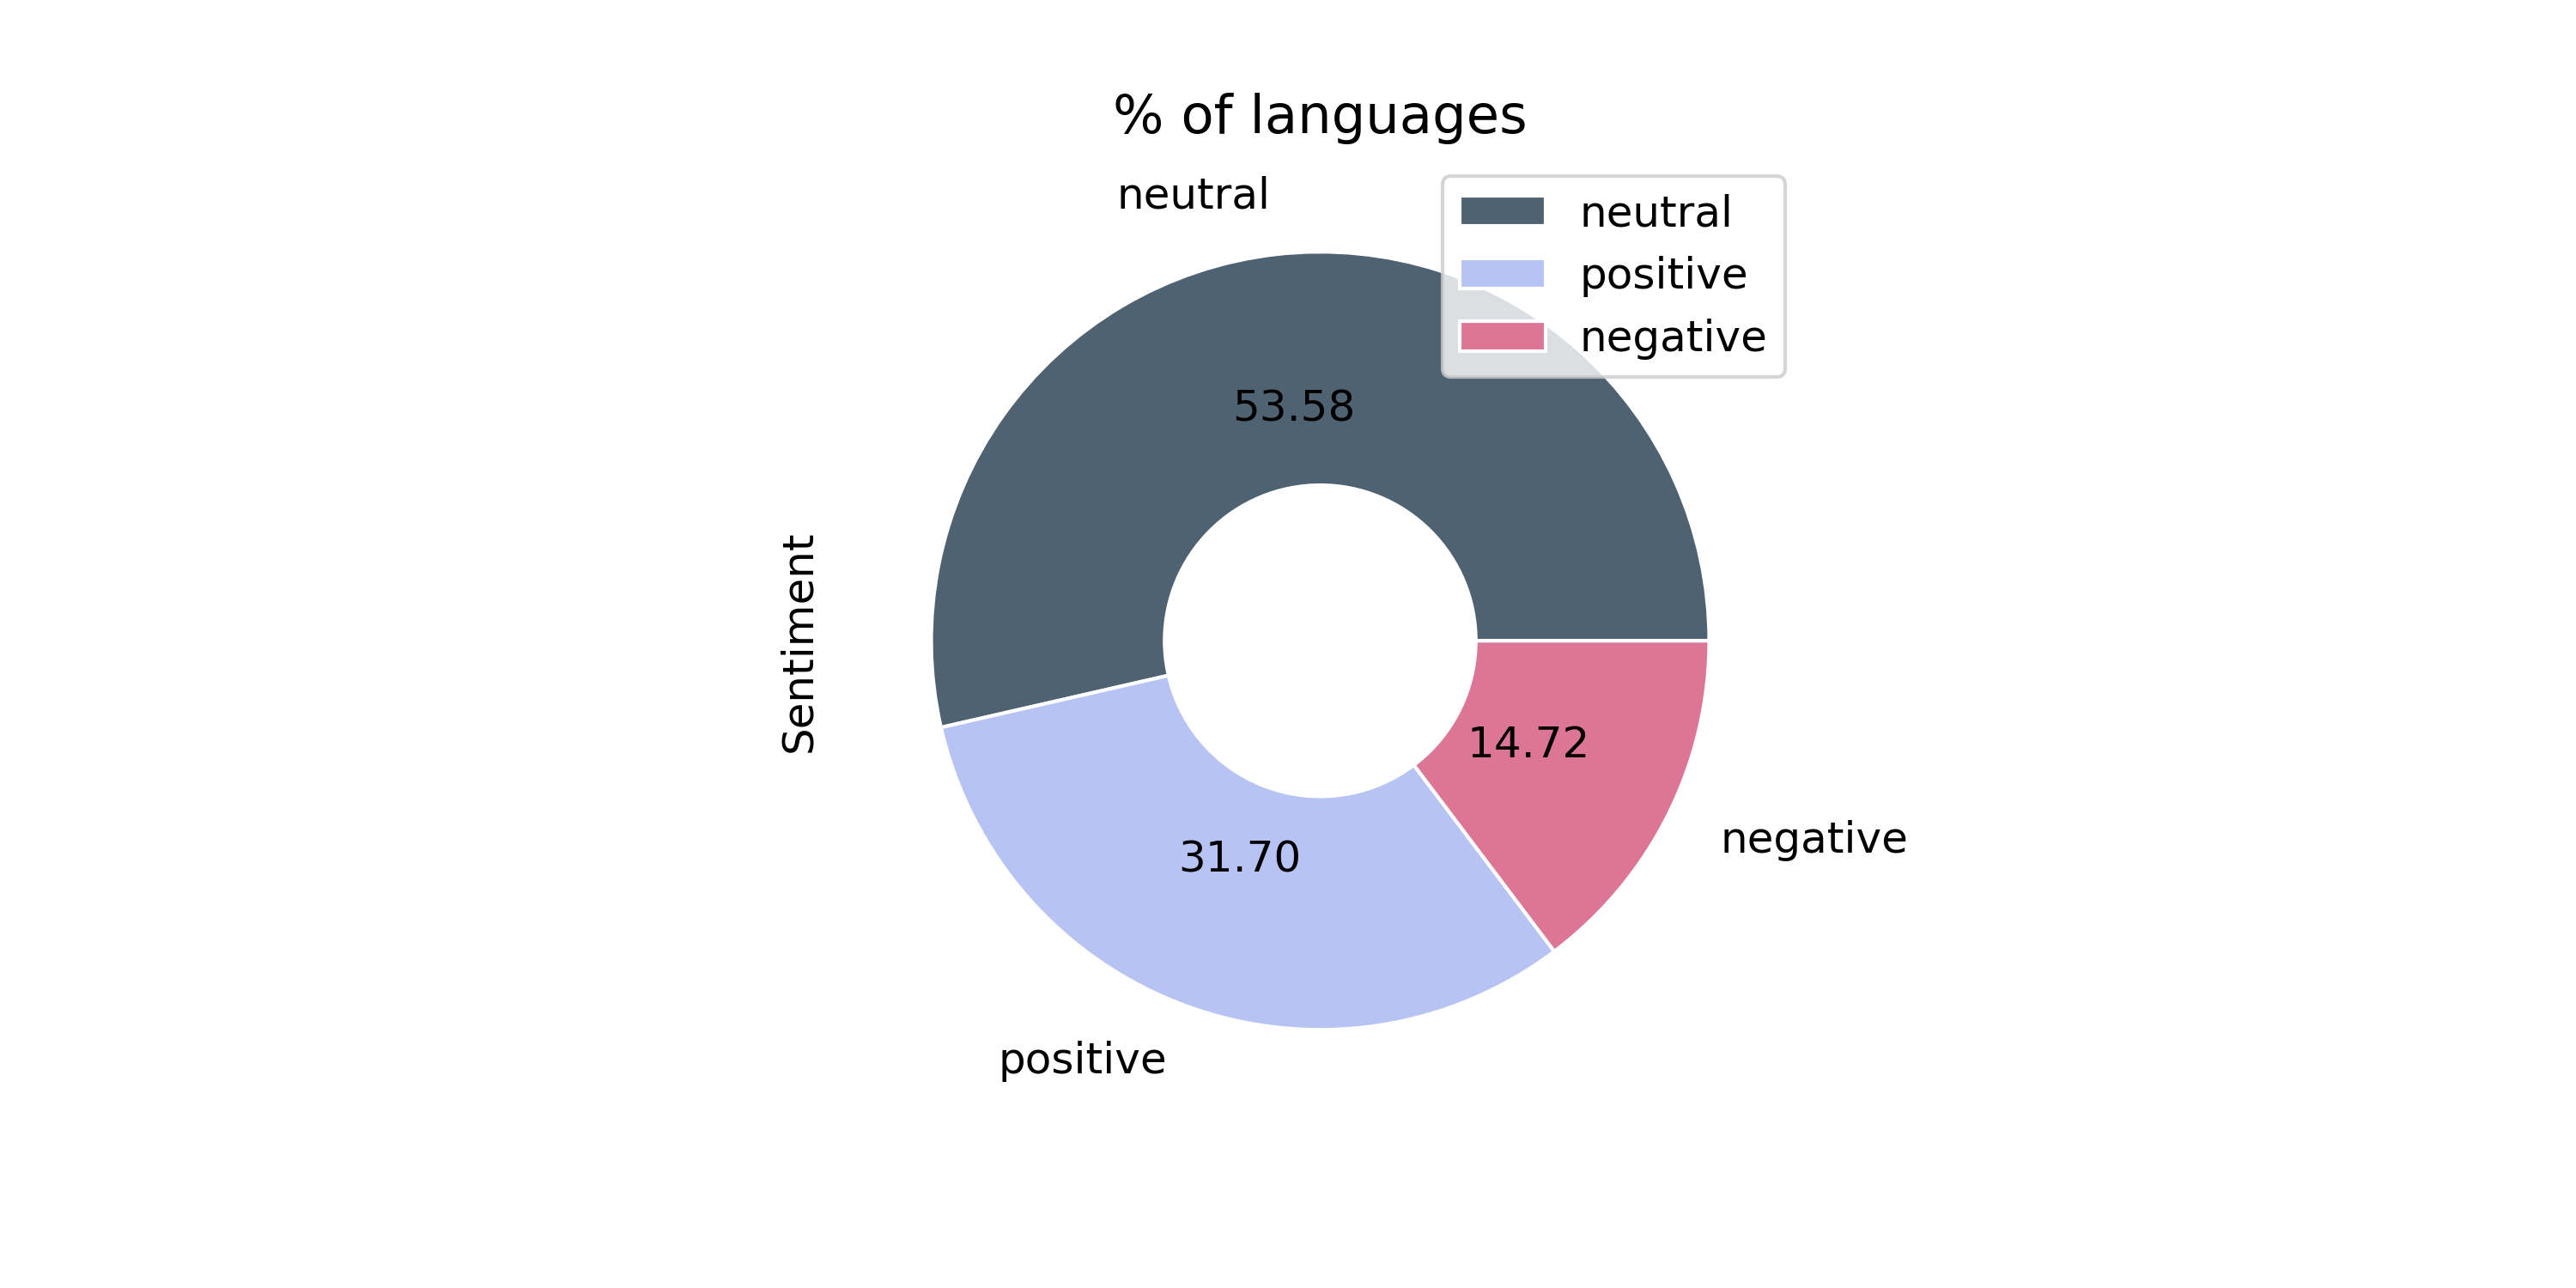 % of languages
neutral
neutral
positive
negative
53.58
Sentiment
14.72
negative
31.70
positive